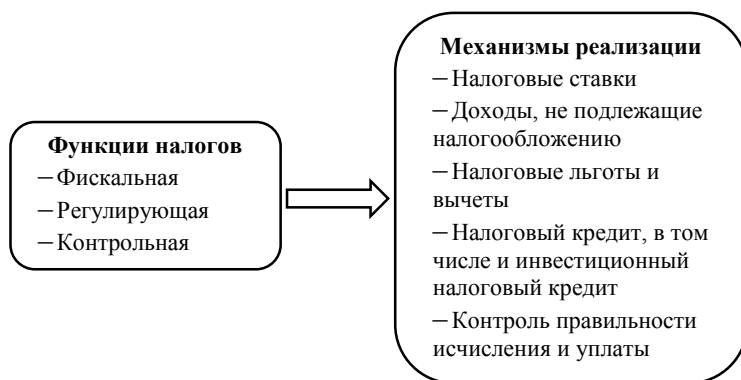 Функции налогов
– Фискальная
– Регулирующая
– Контрольная
Механизмы реализации
– Налоговые ставки
– Доходы, не подлежащие
налогообложению
– Налоговые льготы и
вычеты
– Налоговый кредит, в том
числе и инвестиционный
налоговый кредит
– Контроль правильности
исчисления и уплаты